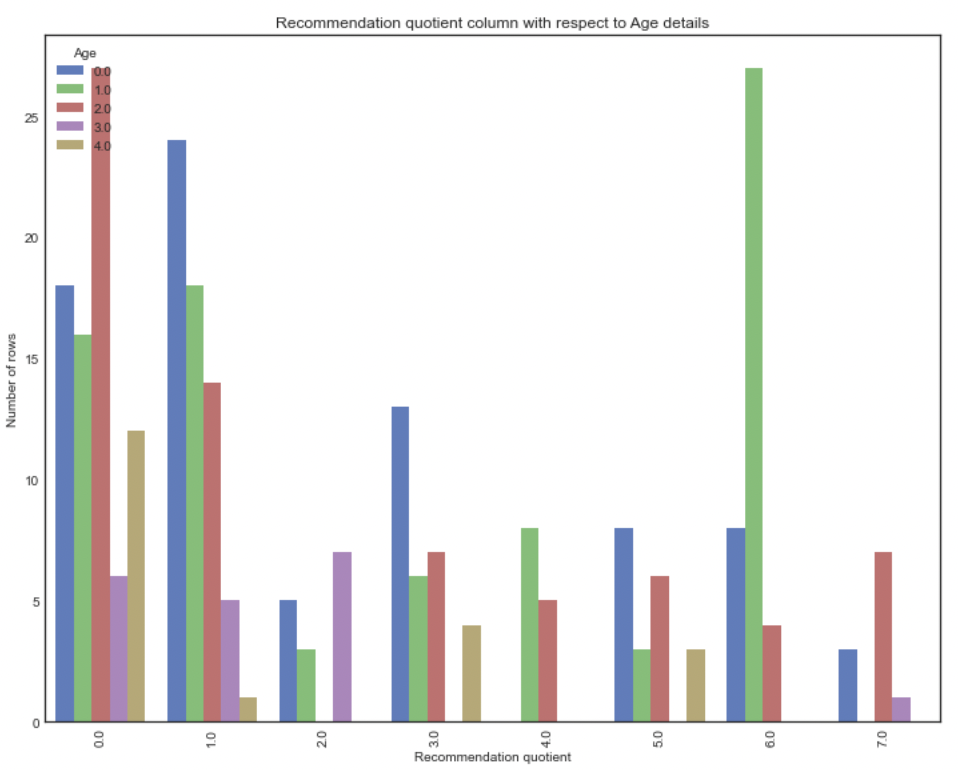 Recommendation quotient column with respect to Age details
Age
0.0
1.0
2.0
3.0
4.0
25
20
15
10
5
0
Number of rows
0.0 1.0 2.0 3.0 4.0 5.0 6.0 7.0
Recommendation quotient